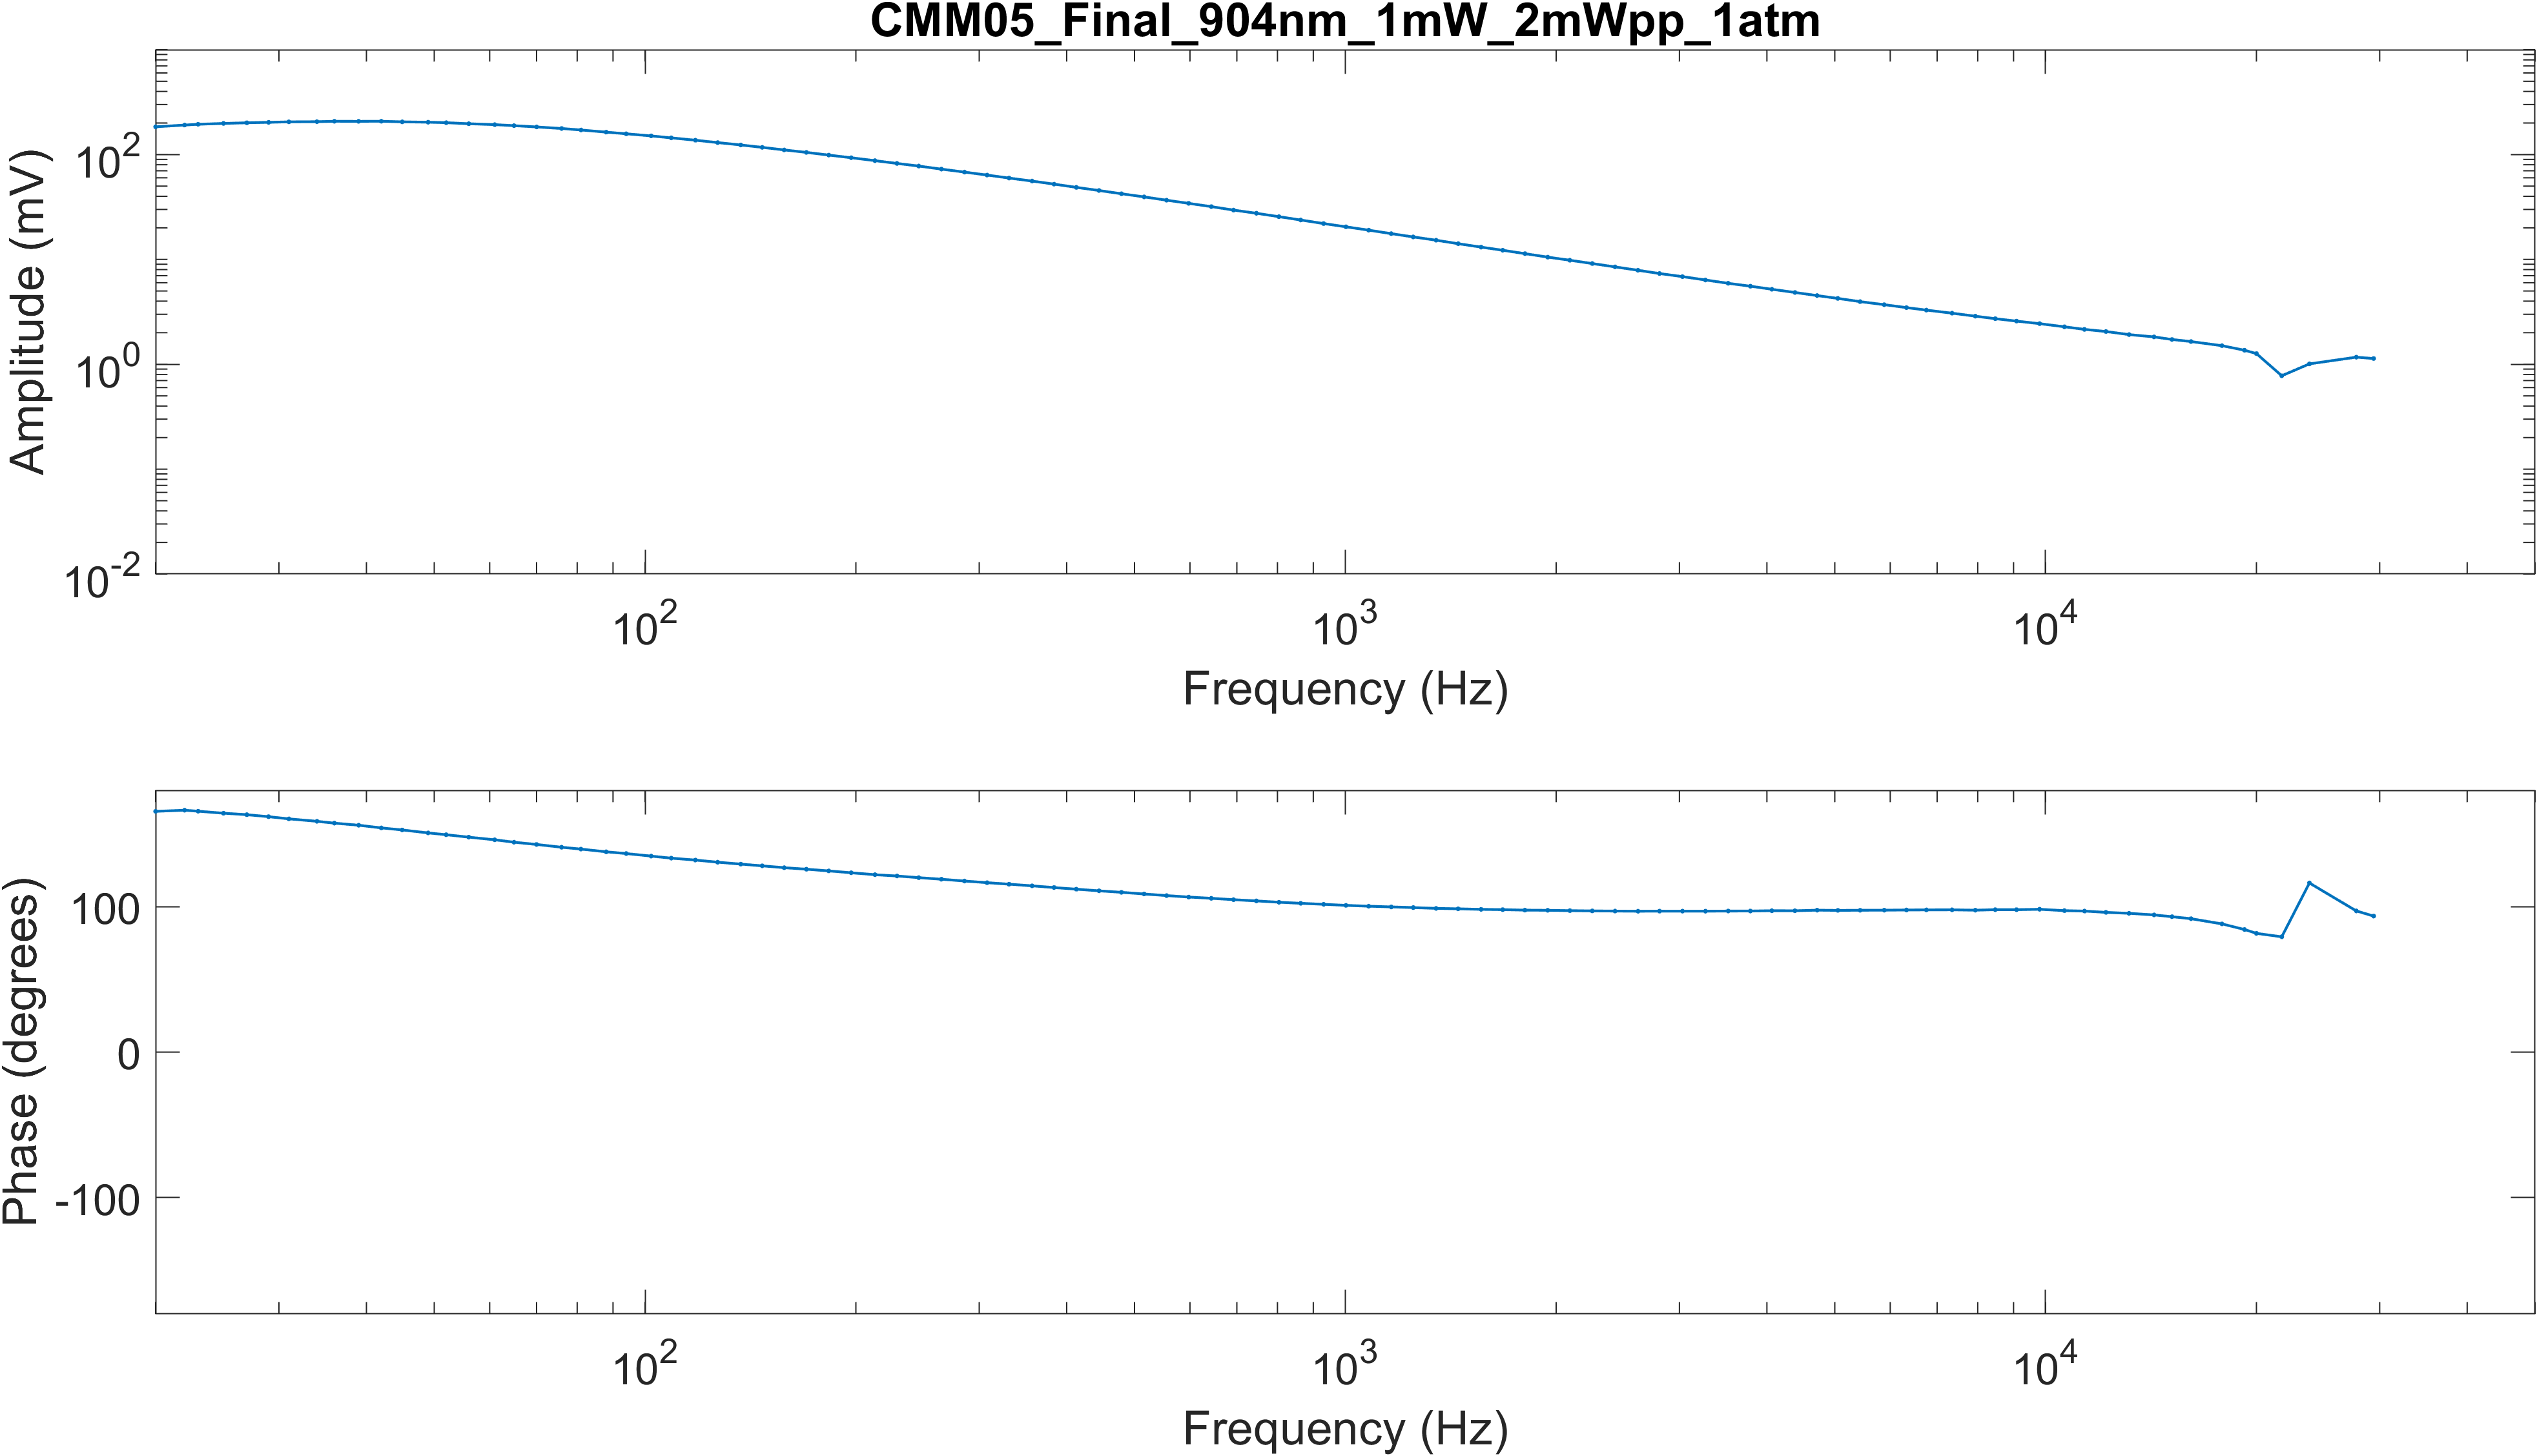 CMM05_Final_904nm_1mW_2mWpp_1atm
Amplitude (mV)
10^2
10^0
10^-2
10^2 10^3 10^4
Frequency (Hz)
Phase (degrees)
100
0
-100
10^2 10^3 10^4
Frequency (Hz)